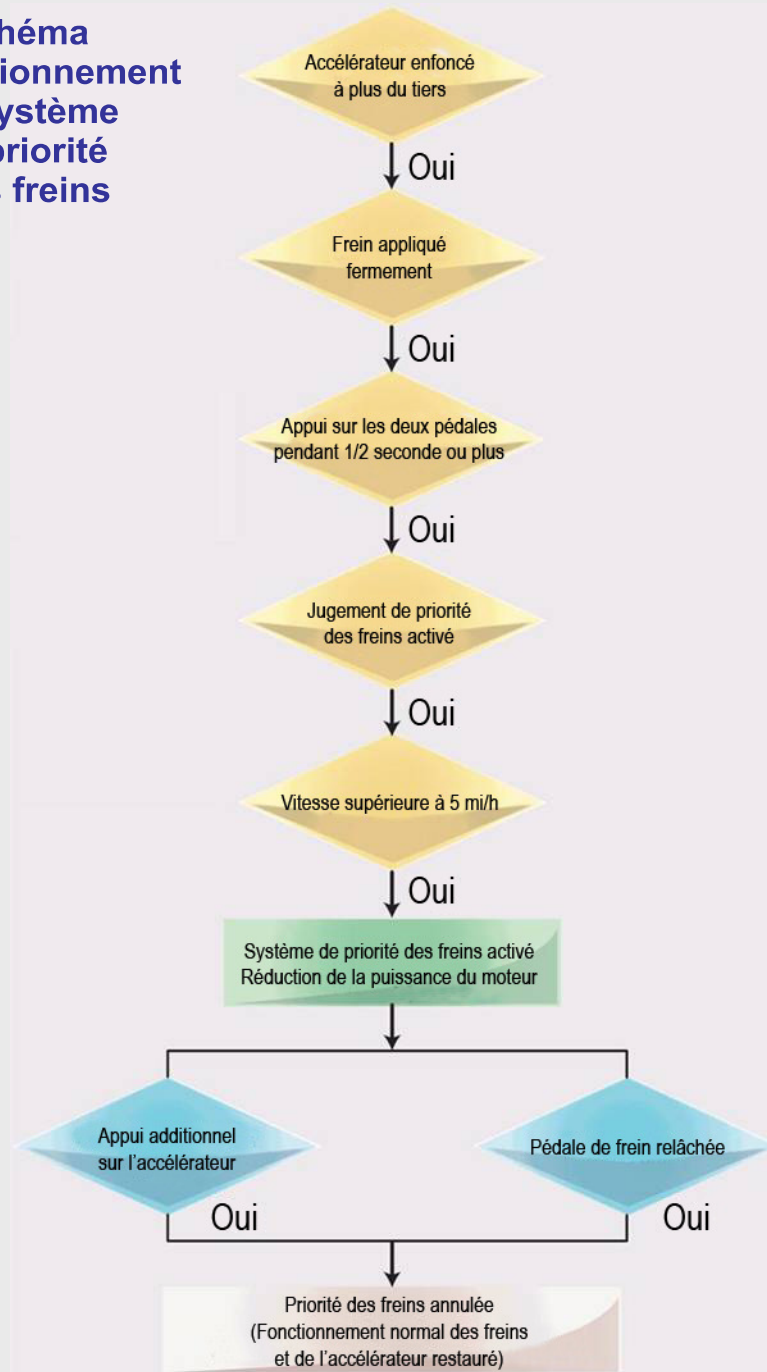 héma
ionnement
ystème
riorité
freins
Accélérateur enfoncé
à plus du tiers
Oui
Frein appliqué
fermement
Oui
Appui sur les deux pédales
pendant 1/2 seconde ou plus
Oui
Jugement de priorité
des freins activé
Oui
Vitesse supérieure à 5 mi/h
Oui
Système de priorité des freins activé
Réduction de la puissance du moteur
Appui additionnel
sur l'accélérateur
Oui
Pédale de frein relâchée
Oui
Priorité des freins annulée
(Fonctionnement normal des freins
et de l'accélérateur restauré)